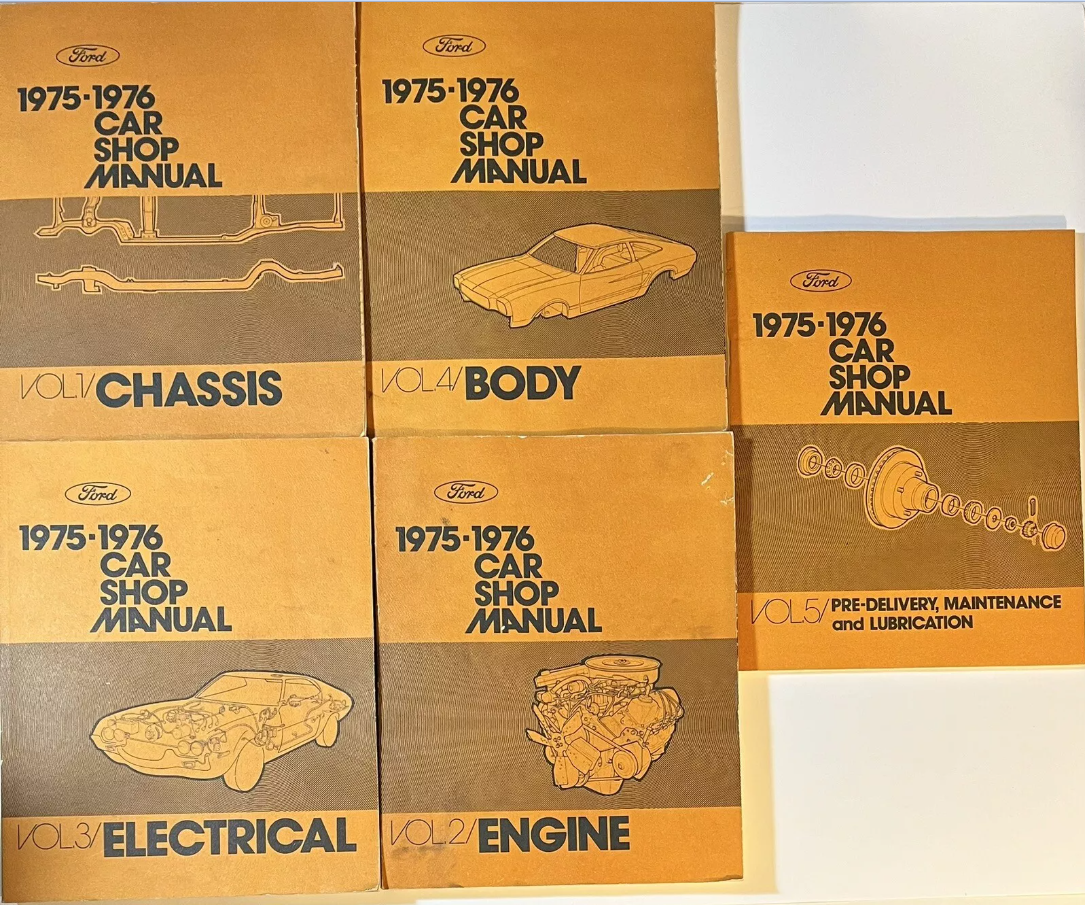 Ford
1975·1976
CAR
SHOP
MANUAL
VOL.1/CHASSIS
Ford
1975·1976
CAR
SHOP
MANUAL
VOL.4/BODY
Ford
1975·1976
CAR
SHOP
MANUAL
VOL.5/PRE-DELIVERY, MAINTENANCE
and LUBRICATION
Ford
1975·1976
CAR
SHOP
MANUAL
VOL.3/ELECTRICAL
Ford
1975·1976
CAR
SHOP
MANUAL
VOL.2/ENGINE